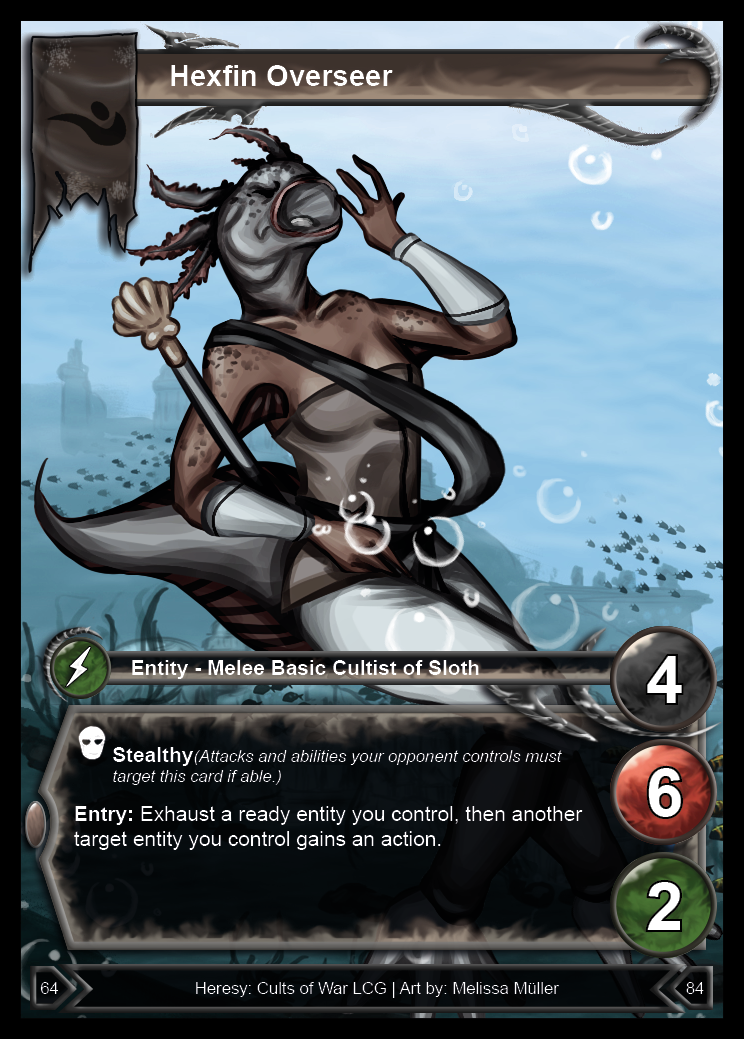 Hexfin Overseer
Entity - Melee Basic Cultist of Sloth
4
Stealthy(Attacks and abilities your opponent controls must
target this card if able.)
6
Entry: Exhaust a ready entity you control, then another
target entity you control gains an action.
2
64
Heresy: Cults of War LCG | Art by: Melissa Müller
84